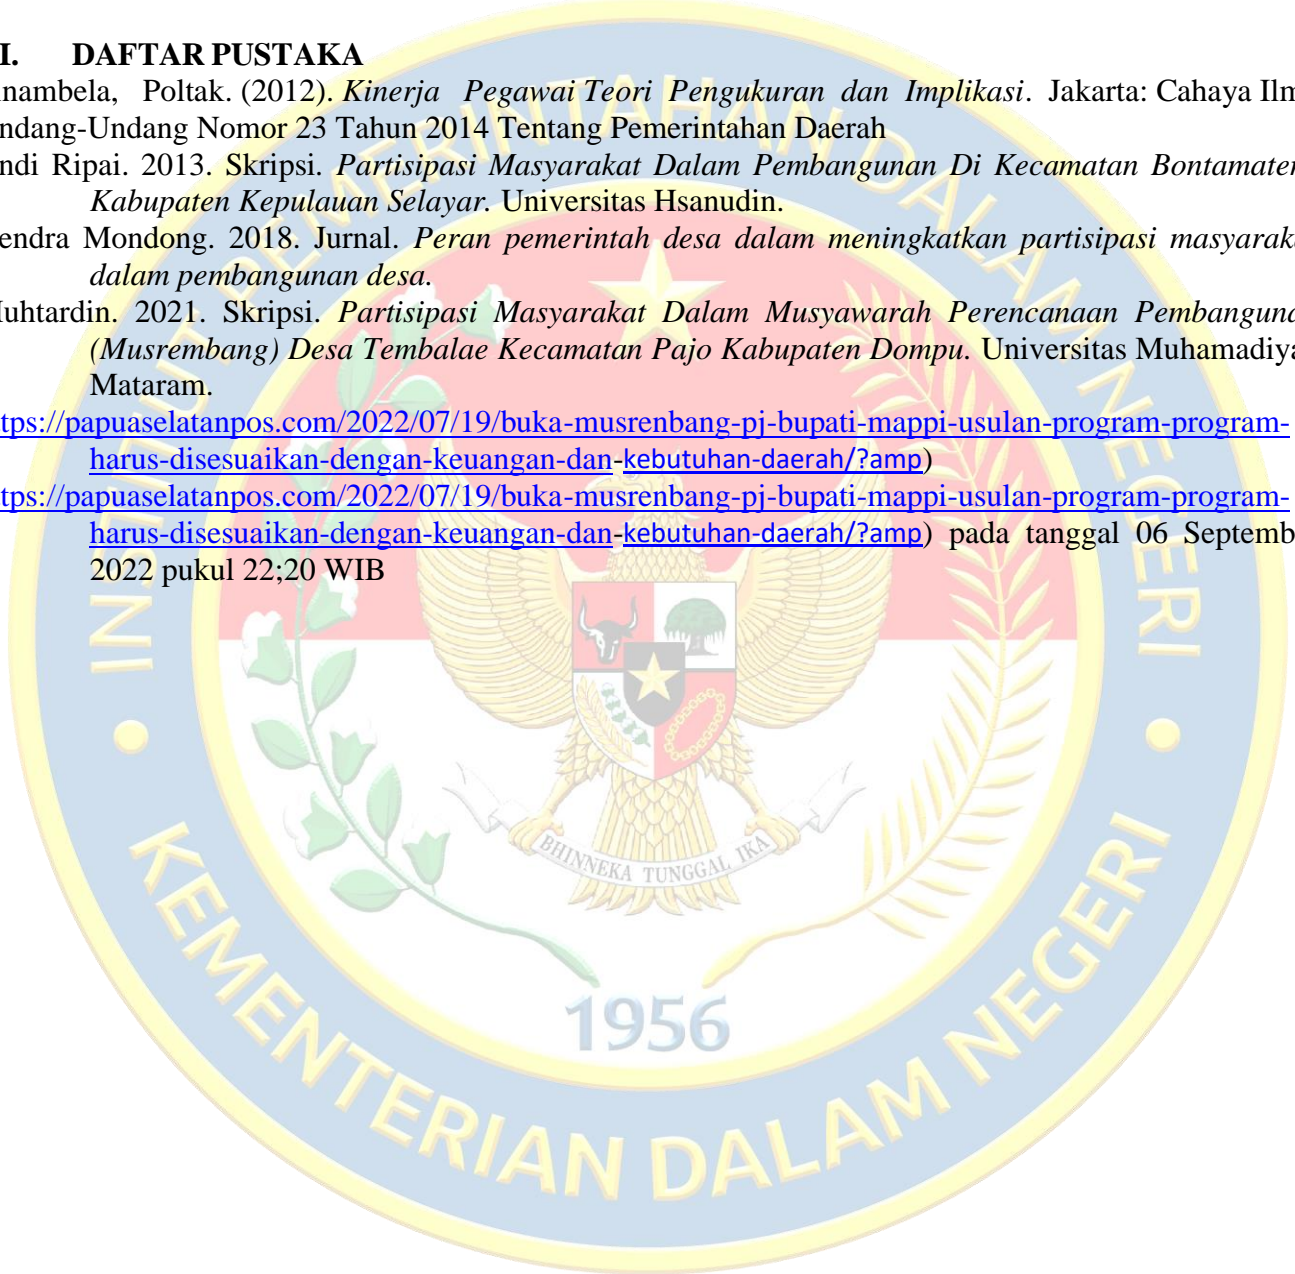 I. DAFTAR PUSTAKA
nambela, Poltak. (2012). Kinerja Pegawai Teori Pengukuran dan Implikasi. Jakarta: Cahaya Ilm
ndang-Undang Nomor 23 Tahun 2014 Tentang Pemerintahan Daerah
ndi Ripai. 2013. Skripsi. Partisipasi Masyarakat Dalam Pembangunan Di Kecamatan Bontamaten
Kabupaten Kepulauan Selayar. Universitas Hsanudin.
endra Mondong. 2018. Jurnal. Peran pemerintah desa dalam meningkatkan partisipasi masyaraka
dalam pembangunan desa.
uhtardin. 2021. Skripsi. Partisipasi Masyarakat Dalam Musyawarah Perencanaan Pembanguna
(Musrembang) Desa Tembalae Kecamatan Pajo Kabupaten Dompu. Universitas Muhamadiya
Mataram.
tps://papuaselatanpos.com/2022/07/19/buka-musrenbang-pj-bupati-mappi-usulan-program-program-
harus-disesuaikan-dengan-keuangan-dan-kebutuhan-daerah/?amp)
tps://papuaselatanpos.com/2022/07/19/buka-musrenbang-pj-bupati-mappi-usulan-program-program-
harus-disesuaikan-dengan-keuangan-dan-kebutuhan-daerah/?amp) pada tanggal 06 Septemb
2022 pukul 22;20 WIB
INSTITUT PEMERINTAHAN DALAM NEGERI
BHINNEKA TUNGGAL IKA
1956
KEMENTERIAN DALAM NEGERI